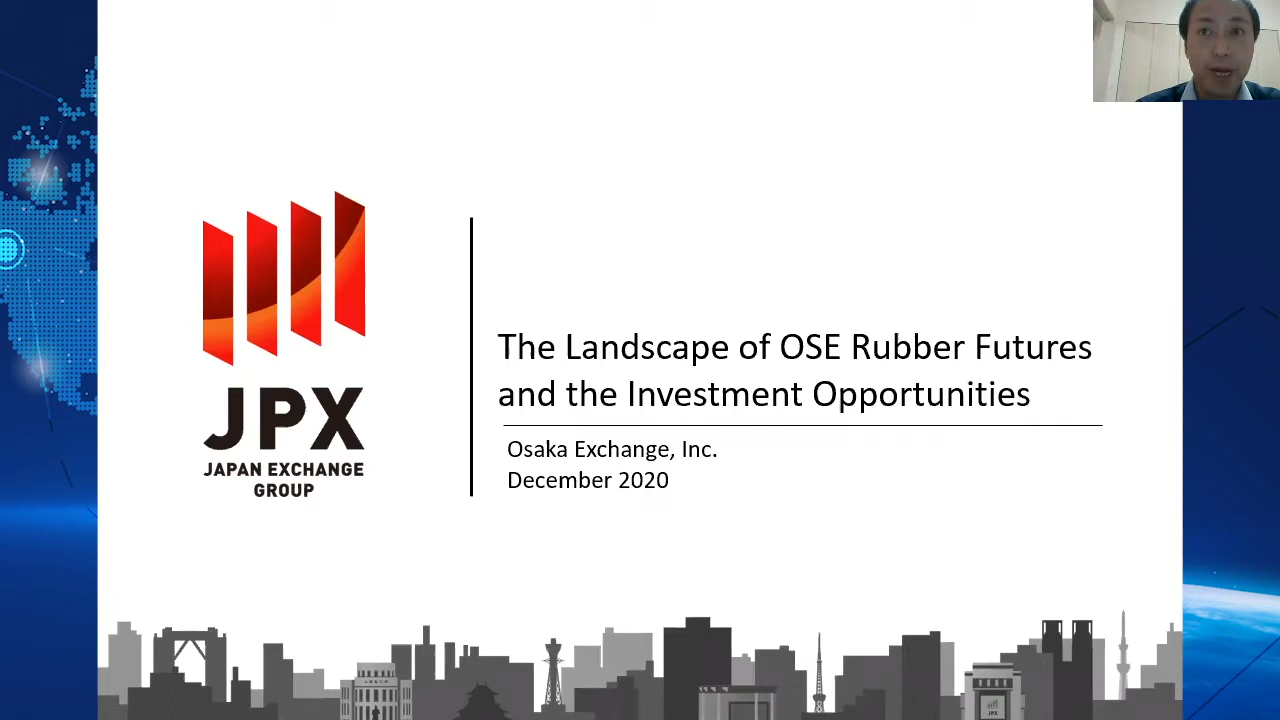 The Landscape of OSE Rubber Futures
and the Investment Opportunities
Osaka Exchange, Inc.
December 2020
JPX
JAPAN EXCHANGE
GROUP
JPX